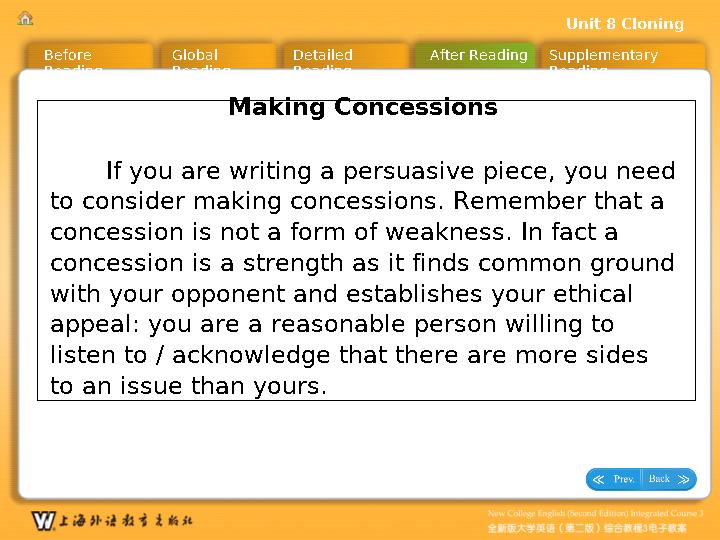 Unit 8 Cloning
Before Reading
Global Reading
Detailed Reading
After Reading
Supplementary Reading
Making Concessions
If you are writing a persuasive piece, you need
to consider making concessions. Remember that a
concession is not a form of weakness. In fact a
concession is a strength as it finds common ground
with your opponent and establishes your ethical
appeal: you are a reasonable person willing to
listen to / acknowledge that there are more sides
to an issue than yours.
Prev.
Back
W 上海外语教育出版社
New College English (Second Edition) Integrated Course 3
全新版大学英语（第二版）综合教程3电子教案